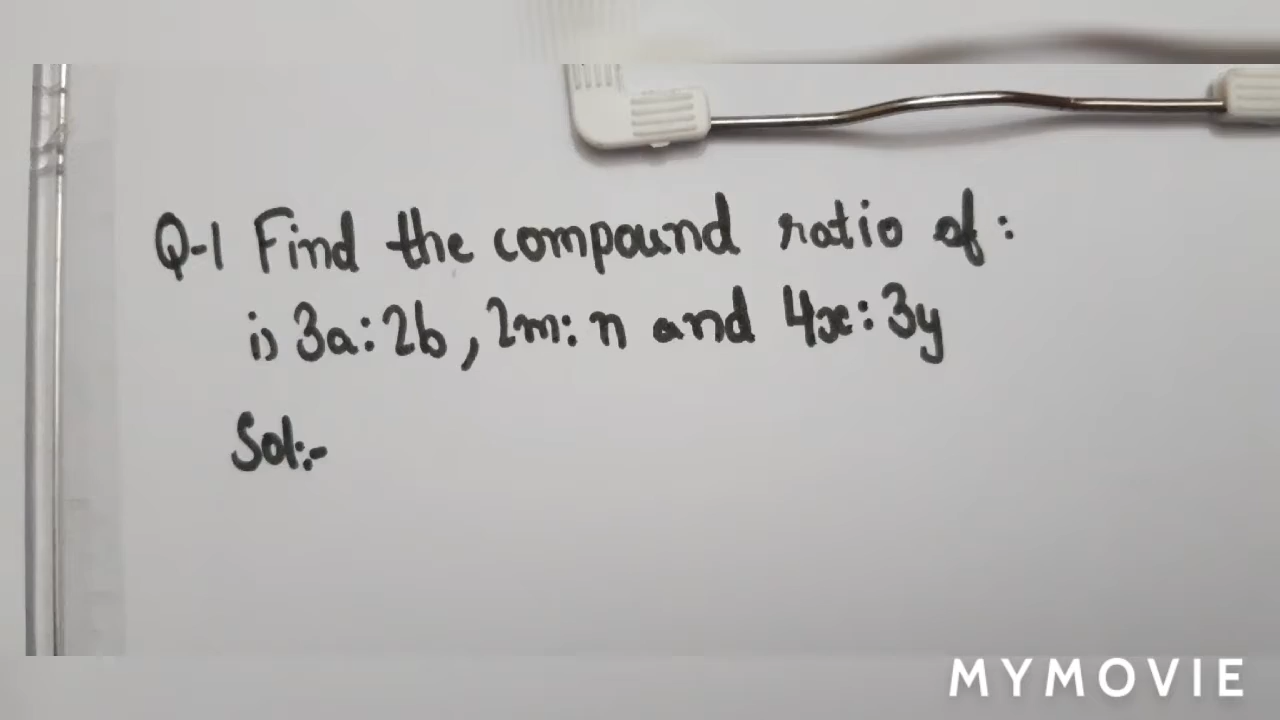 Q-1 Find the compound ratio of:
i) 3a:2b, 2m:n and 4x:3y
Sol:-
MYMOVIE